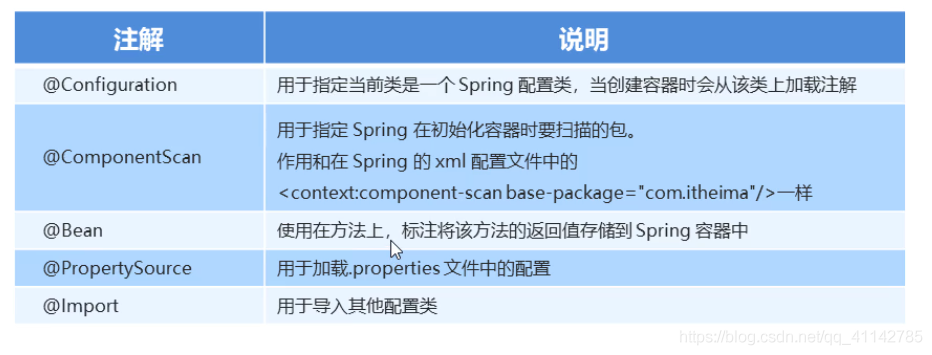 注解 说明
@Configuration 用于指定当前类是一个 Spring 配置类，当创建容器时会从该类上加载注解
用于指定 Spring 在初始化容器时要扫描的包。
@ComponentScan 作用和在 Spring 的 xml 配置文件中的
<context:component-scan base-package="com.itheima"/>一样
@Bean 使用在方法上，标注将该方法的返回值存储到 Spring 容器中
@PropertySource 用于加载.properties 文件中的配置
@Import 用于导入其他配置类
https://blog.csdn.net/qq_41142785